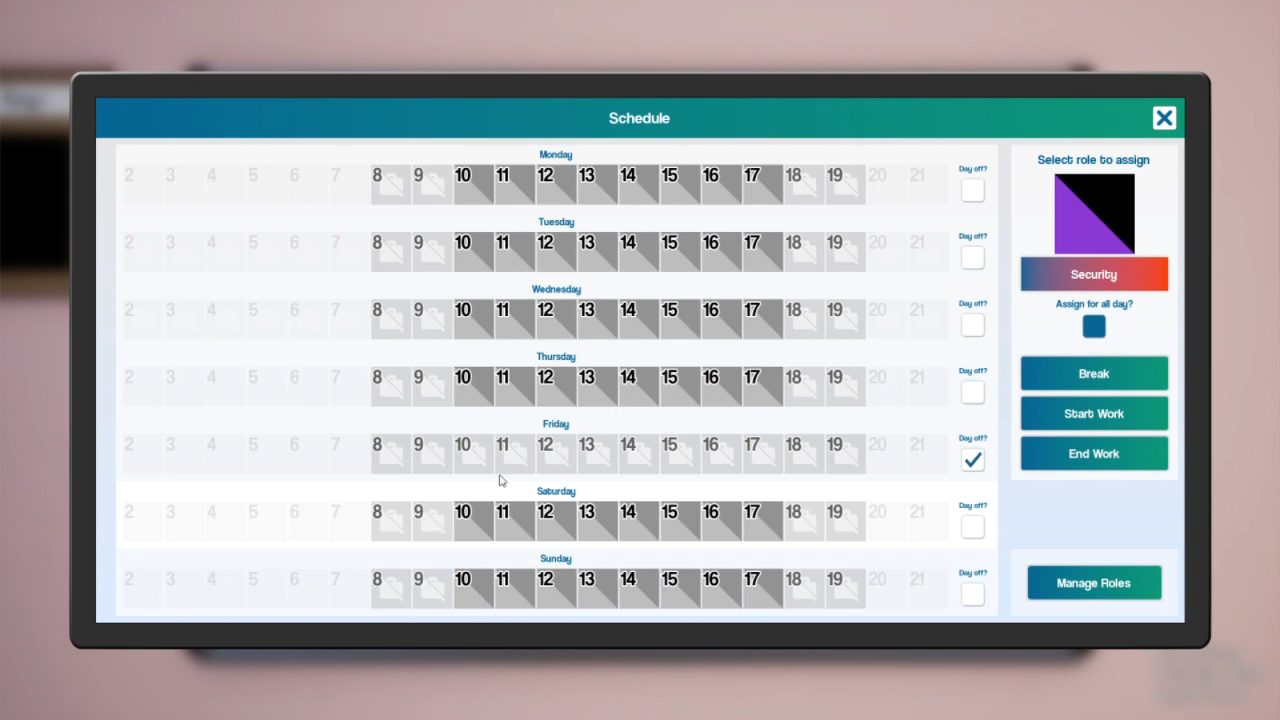 Schedule
Monday
2 3 4 5 6 7 8 9 10 11 12 13 14 15 16 17 18 19 20 21
Day off?
Tuesday
2 3 4 5 6 7 8 9 10 11 12 13 14 15 16 17 18 19 20 21
Day off?
Wednesday
2 3 4 5 6 7 8 9 10 11 12 13 14 15 16 17 18 19 20 21
Day off?
Thursday
2 3 4 5 6 7 8 9 10 11 12 13 14 15 16 17 18 19 20 21
Day off?
Friday
2 3 4 5 6 7 8 9 10 11 12 13 14 15 16 17 18 19 20 21
Day off?
Saturday
2 3 4 5 6 7 8 9 10 11 12 13 14 15 16 17 18 19 20 21
Day off?
Sunday
2 3 4 5 6 7 8 9 10 11 12 13 14 15 16 17 18 19 20 21
Day off?
Select role to assign
Security
Assign for all day?
Break
Start Work
End Work
Manage Roles